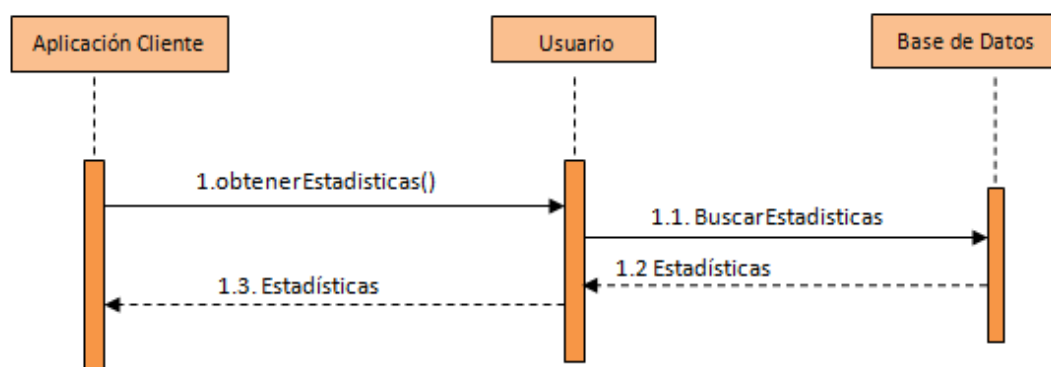 Aplicación Cliente
Usuario
Base de Datos
1.obtenerEstadisticas()
1.1. BuscarEstadisticas
1.2 Estadísticas
1.3. Estadísticas